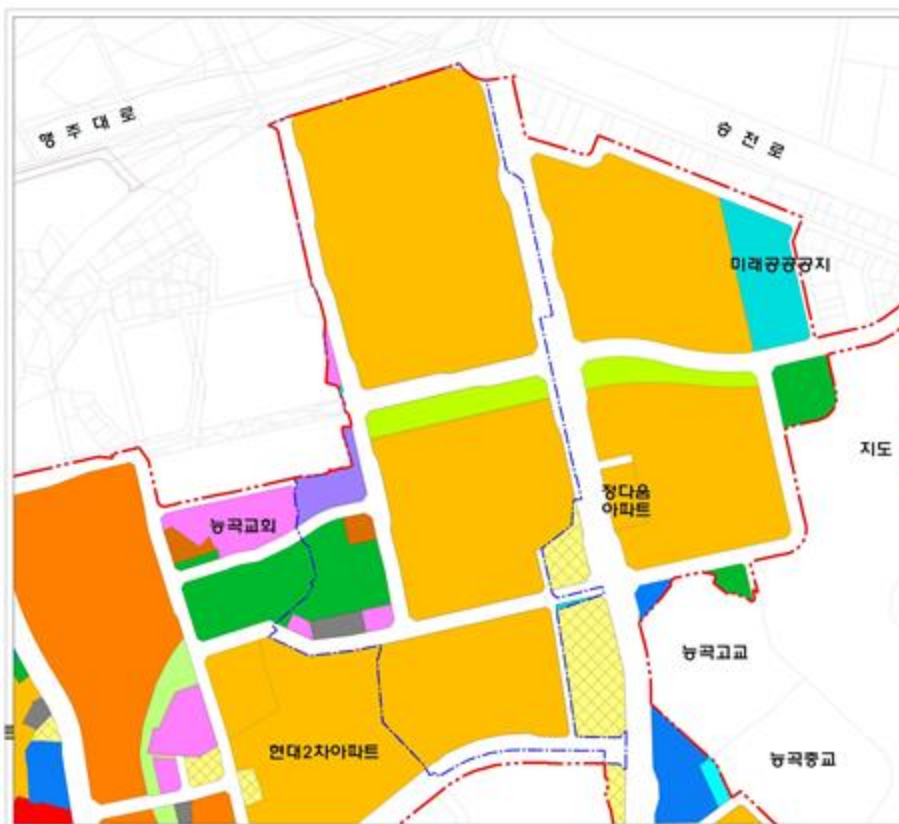 행 주 대 로
승 전 로
미래공공공지
지도
정다움
아파트
능곡교회
능곡고교
현대2차아파트
능곡중교